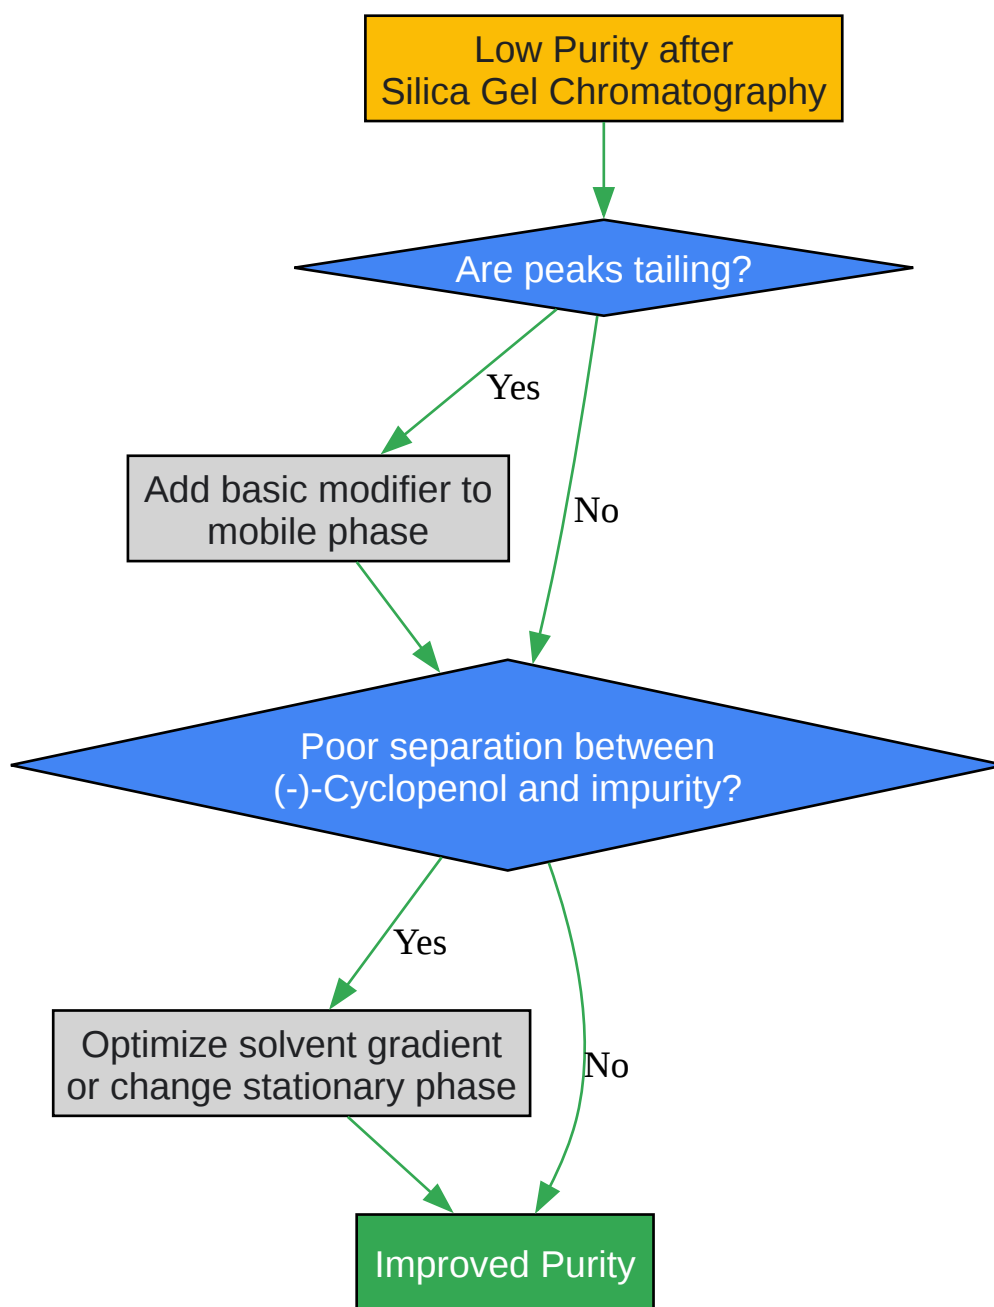 Low Purity after
Silica Gel Chromatography
Are peaks tailing?
Yes
Add basic modifier to
mobile phase
No
Poor separation between
(-)-Cyclopenol and impurity?
Yes
Optimize solvent gradient
or change stationary phase
No
Improved Purity